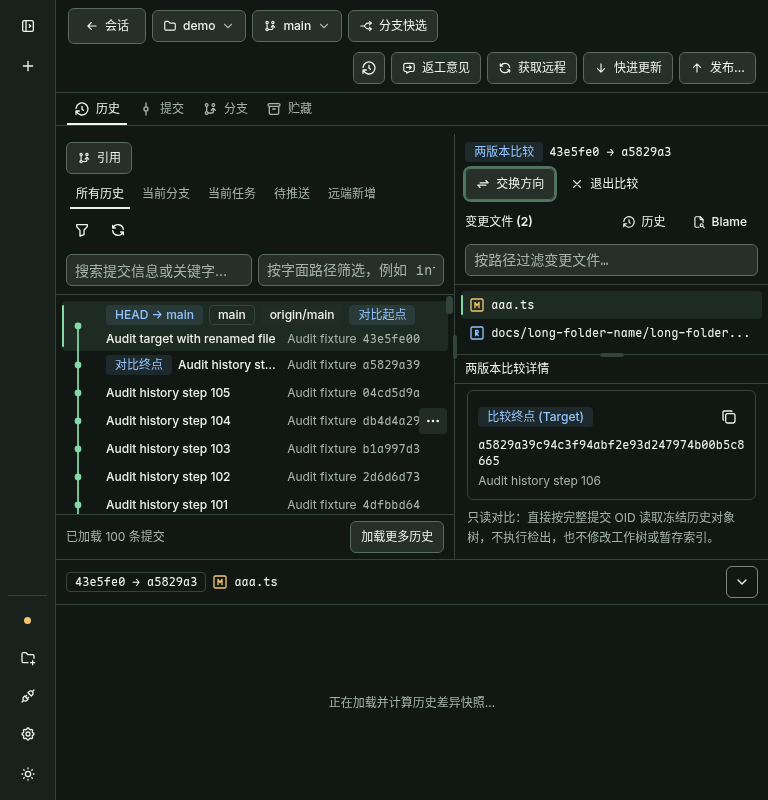 会话
demo
main
分支快选
返工意见
获取远程
快进更新
发布...
历史
提交
分支
贮藏
引用
所有历史 当前分支 当前任务 待推送 远端新增
搜索提交信息或关键字...
按字面路径筛选，例如 in
HEAD → main main origin/main 对比起点
Audit target with renamed file Audit fixture 43e5fe00
对比终点 Audit history st... Audit fixture a5829a39
Audit history step 105 Audit fixture 04cd5d9a
Audit history step 104 Audit fixture db4d4a29
Audit history step 103 Audit fixture b1a997d3
Audit history step 102 Audit fixture 2d6d6d73
Audit history step 101 Audit fixture 4dfbbd64
已加载 100 条提交
加载更多历史
两版本比较 43e5fe0 → a5829a3
交换方向
退出比较
变更文件 (2)
历史
Blame
按路径过滤变更文件…
M aaa.ts
R docs/long-folder-name/long-folder...
两版本比较详情
比较终点 (Target)
a5829a39c94c3f94abf2e93d247974b00b5c8
665
Audit history step 106
只读对比：直接按完整提交 OID 读取冻结历史对象
树，不执行检出，也不修改工作树或暂存索引。
43e5fe0 → a5829a3 M aaa.ts
正在加载并计算历史差异快照...